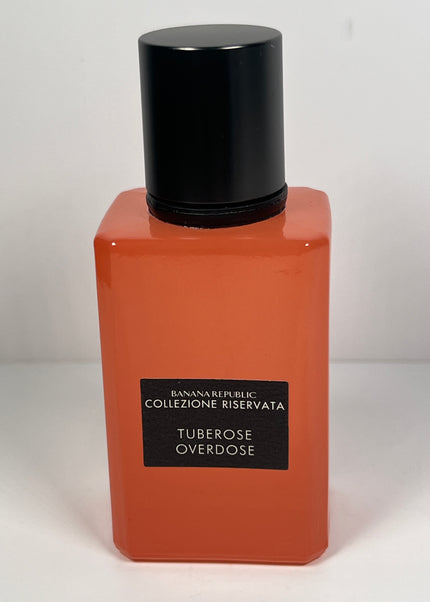 BANANA REPUBLIC
COLLEZIONE RISERVATA
TUBEROSE
OVERDOSE